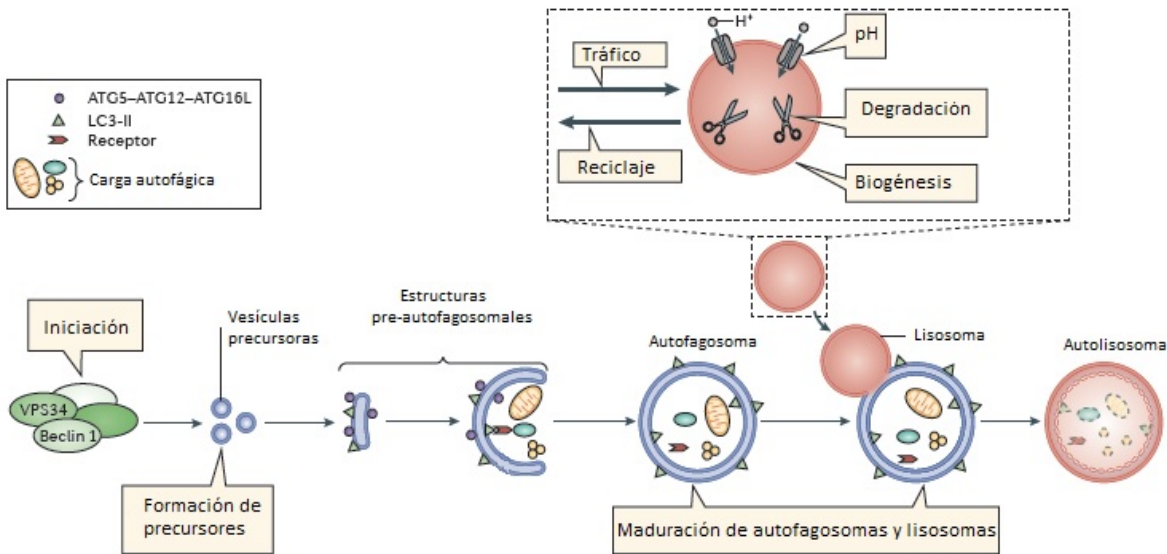 H⁺
pH
Tráfico
Degradación
Reciclaje
Biogénesis
ATG5–ATG12–ATG16L
LC3-II
Receptor
Carga autofágica
Iniciación
Vesículas
precursoras
Estructuras
pre-autofagosomales
Autofagosoma
Lisosoma
Autolisosoma
VPS34
Beclin 1
Formación de
precursores
Maduración de autofagosomas y lisosomas